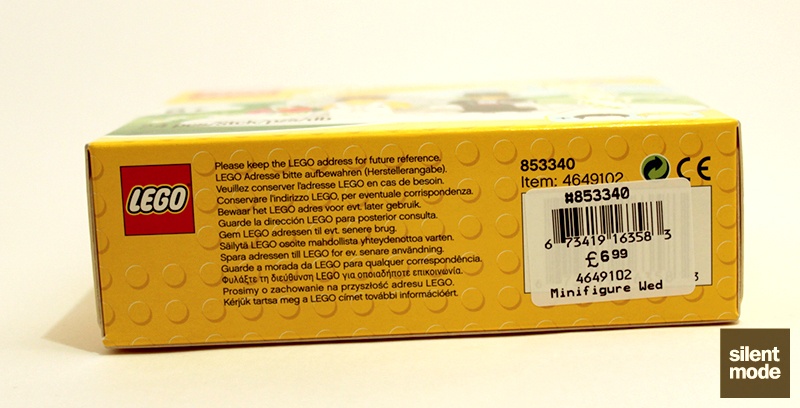 LEGO
Please keep the LEGO address for future reference.
LEGO Adresse bitte aufbewahren (Herstellerangabe).
Veuillez conserver l'adresse LEGO en cas de besoin.
Conservare l'indirizzo LEGO, per eventuale corrispondenza.
Bewaar het LEGO adres voor evt. later gebruik.
Guarde la dirección LEGO para posterior consulta.
Gem LEGO adressen til evt. senere brug.
Säilytä LEGO osoite mahdollista yhteydenottoa varten.
Spara adressen till LEGO for ev. senare användning.
Guarde a morada da LEGO para qualquer correspondência.
Φυλάξτε τη διεύθυνση LEGO για οποιαδήποτε επικοινωνία.
Prosimy o zachowanie na przyszłość adresu LEGO.
Kérjük tartsa meg a LEGO címet további információért.
853340
Item: 4649102
CE
#853340
6 73419 16358 3
£6.99
4649102
Minifigure Wed
3
silent
mode